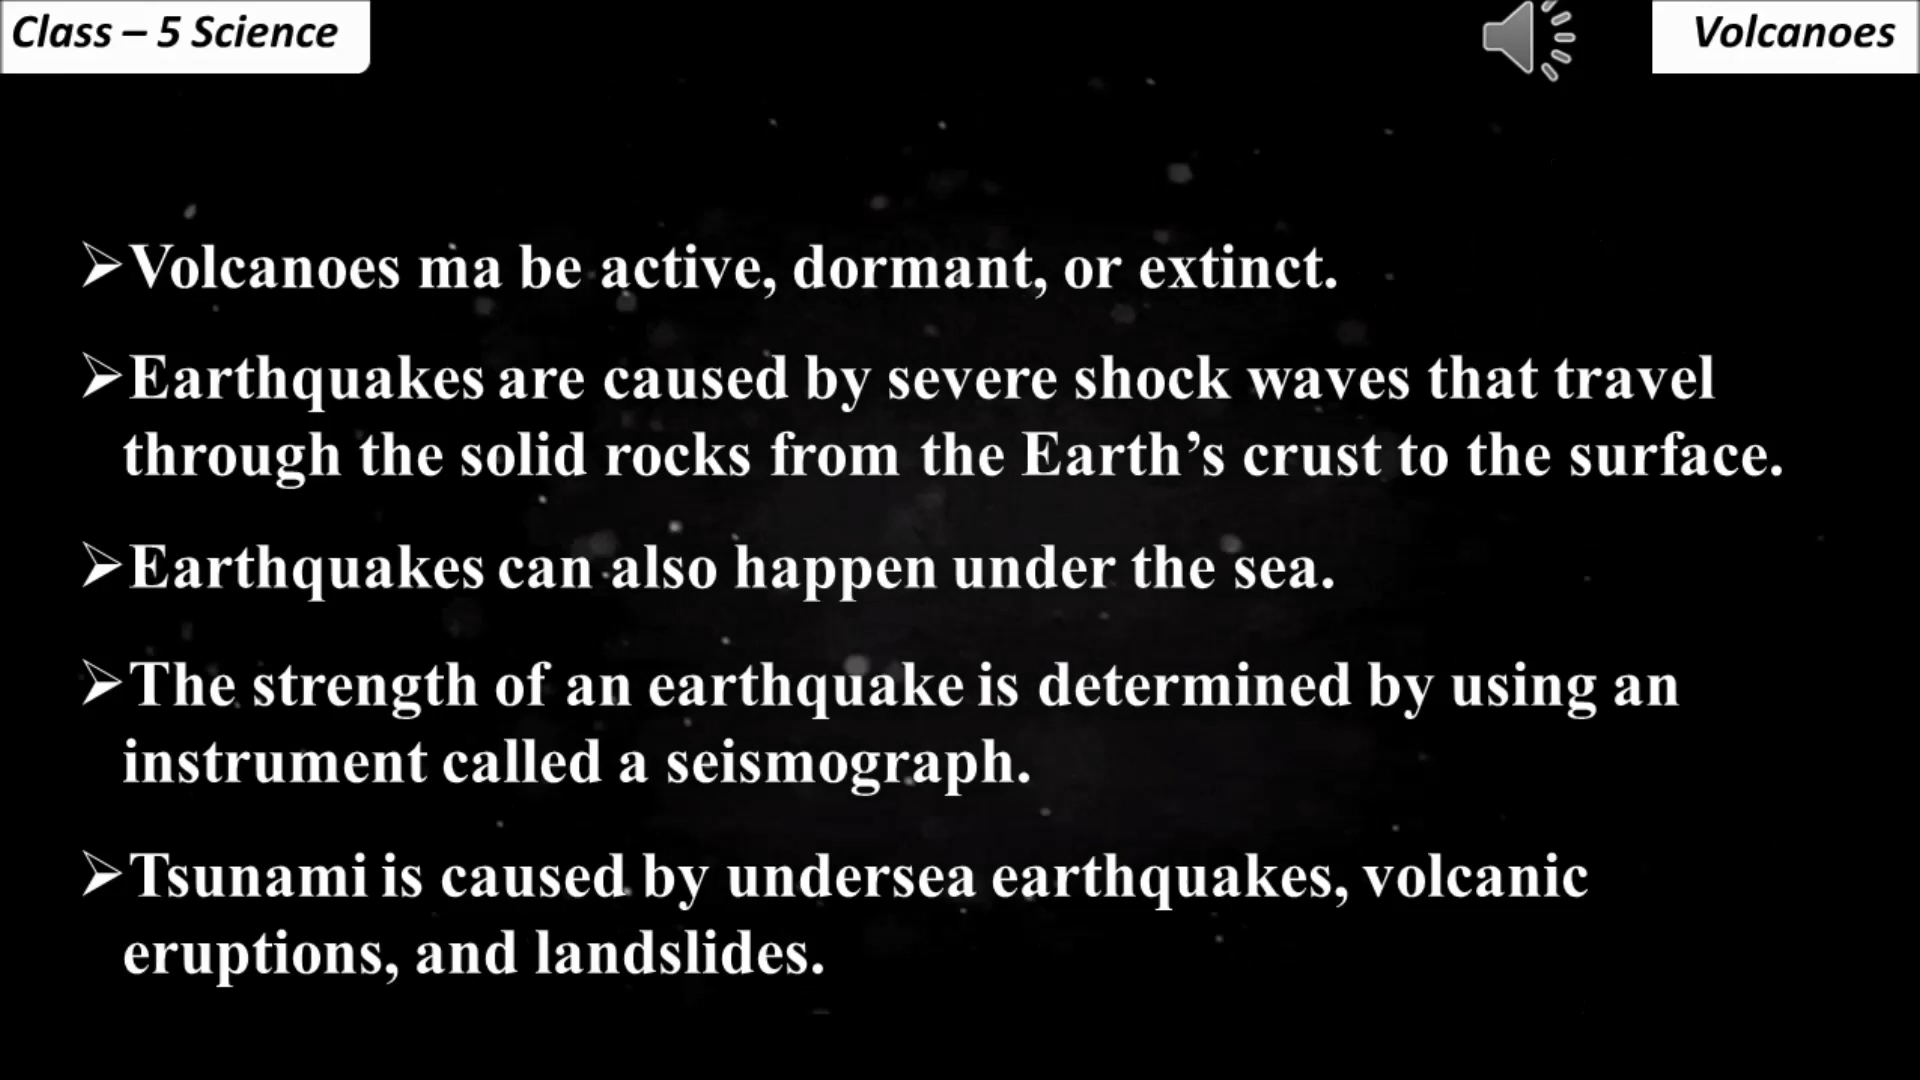 Class – 5 Science
Volcanoes
➢Volcanoes ma be active, dormant, or extinct.
➢Earthquakes are caused by severe shock waves that travel
through the solid rocks from the Earth’s crust to the surface.
➢Earthquakes can also happen under the sea.
➢The strength of an earthquake is determined by using an
instrument called a seismograph.
➢Tsunami is caused by undersea earthquakes, volcanic
eruptions, and landslides.